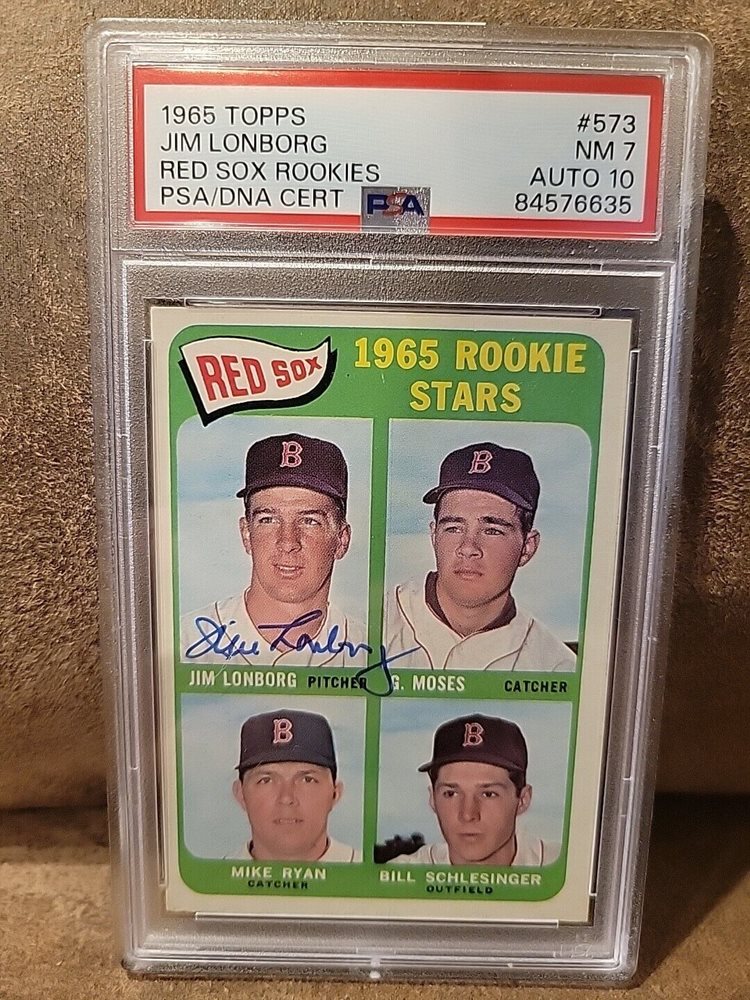 1965 TOPPS #573
JIM LONBORG NM 7
RED SOX ROOKIES AUTO 10
PSA/DNA CERT PSA 84576635
RED SOX
1965 ROOKIE
STARS
B
B
Jim Lonborg
JIM LONBORG PITCHER
G. MOSES CATCHER
B
B
MIKE RYAN
CATCHER
BILL SCHLESINGER
OUTFIELD